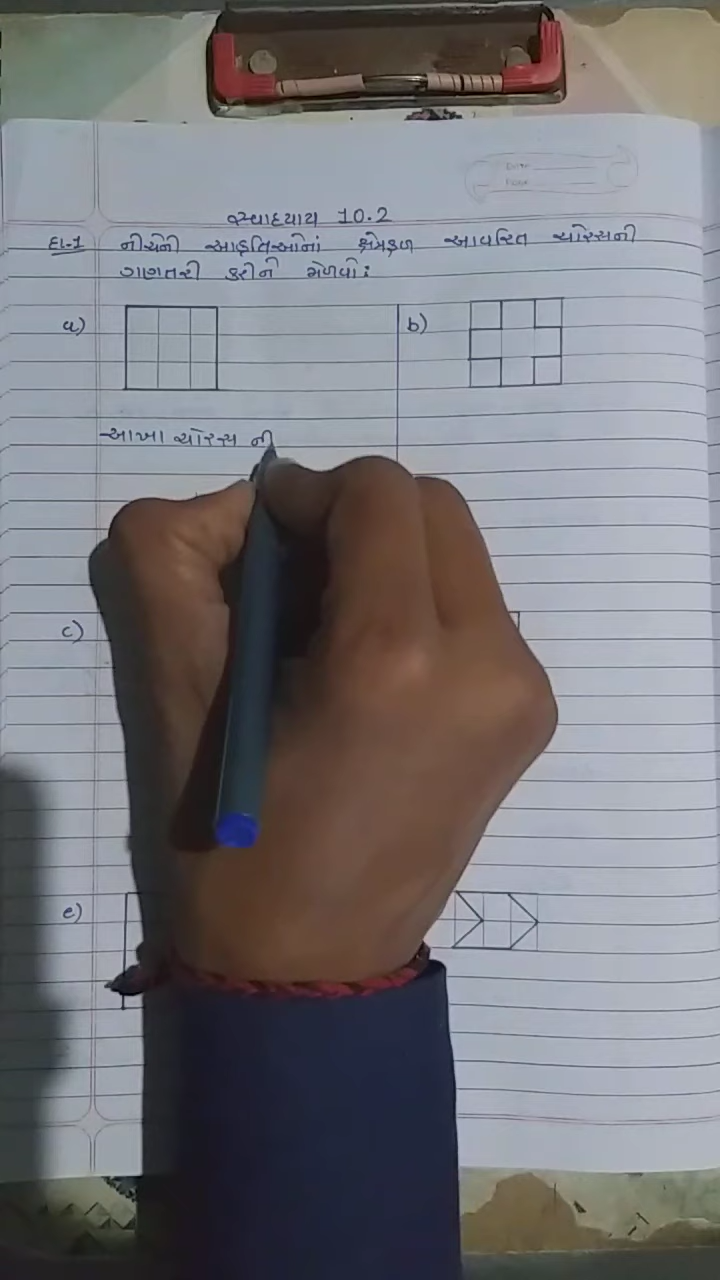 સ્વાધ્યાય 10.2
દા-1 નીચેની આકૃતિઓનાં ક્ષેત્રફળ આવરિત ચોરસની
ગણતરી કરીને મેળવો:
a)
b)
આખા ચોરસ ની
c)
e)